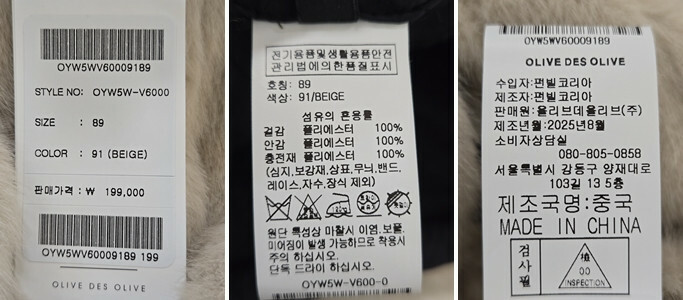 OYW5WV60009189
STYLE NO: OYW5W-V6000
SIZE : 89
COLOR : 91 (BEIGE)
판매가격 : ₩ 199,000
OYW5WV60009189 199
OLIVE DES OLIVE
전기용품및생활용품안전
관리법에의한품질표시
호칭: 89
색상: 91/BEIGE
섬유의 혼용률
겉감 폴리에스터 100%
안감 폴리에스터 100%
충전재 폴리에스터 100%
(심지,보강재,상표,무늬,밴드,
레이스,자수,장식 제외)
원단 특성상 마찰시 이염, 보풀,
미어짐이 발생 가능하므로 착용시
주의 하십시오.
단독 드라이 하십시오.
OYW5W-V600-0
OYW5WV60009189
OLIVE DES OLIVE
수입자:펀빌코리아
제조자:펀빌코리아
판매원:올리브데올리브(주)
제조년월:2025년8월
소비자상담실
080-805-0858
서울특별시 강동구 양재대로
103길 13 5층
제조국명:중국
MADE IN CHINA
검사필
00
INSPECTION